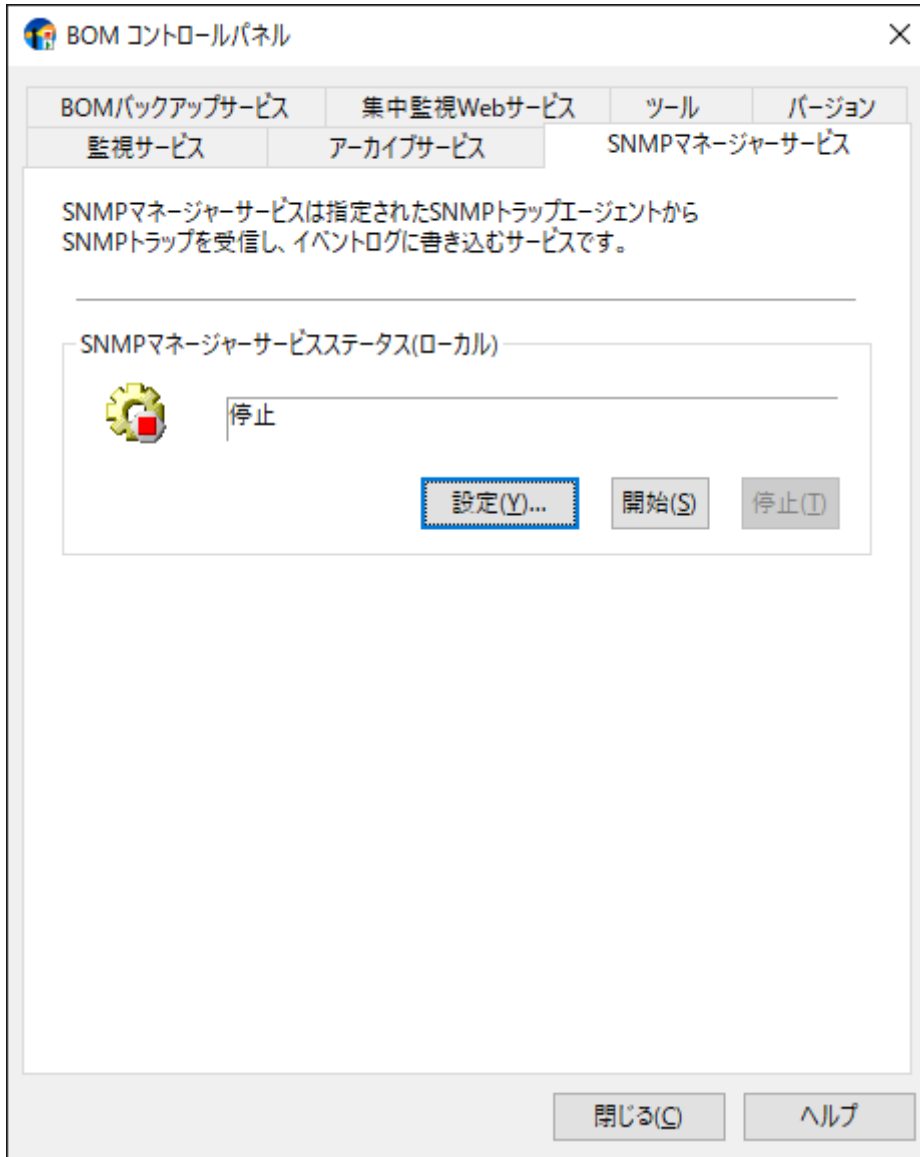 BOM コントロールパネル
BOMバックアップサービス 集中監視Webサービス ツール バージョン
監視サービス アーカイブサービス SNMPマネージャーサービス
SNMPマネージャーサービスは指定されたSNMPトラップエージェントから
SNMPトラップを受信し、イベントログに書き込むサービスです。
SNMPマネージャーサービスステータス(ローカル)
停止
設定(Y)... 開始(S) 停止(T)
閉じる(C) ヘルプ